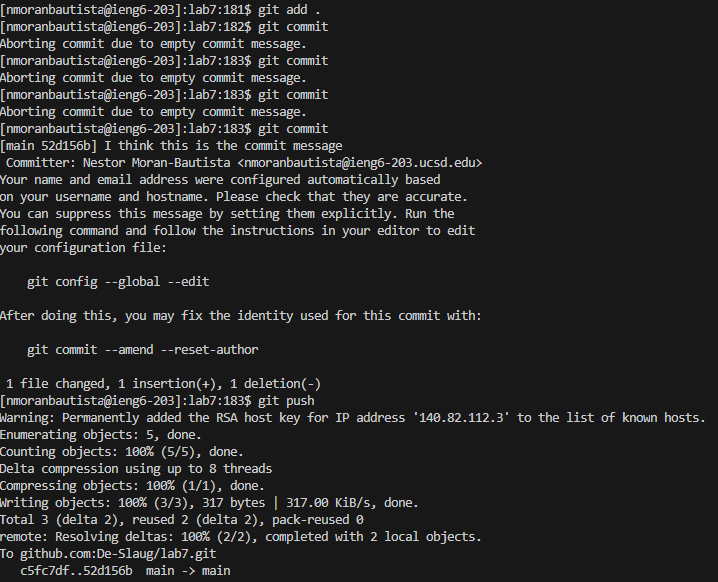 [nmoranbautista@ieng6-203]:lab7:181$ git add .
[nmoranbautista@ieng6-203]:lab7:182$ git commit
Aborting commit due to empty commit message.
[nmoranbautista@ieng6-203]:lab7:183$ git commit
Aborting commit due to empty commit message.
[nmoranbautista@ieng6-203]:lab7:183$ git commit
Aborting commit due to empty commit message.
[nmoranbautista@ieng6-203]:lab7:183$ git commit
[main 52d156b] I think this is the commit message
 Committer: Nestor Moran-Bautista <nmoranbautista@ieng6-203.ucsd.edu>
Your name and email address were configured automatically based
on your username and hostname. Please check that they are accurate.
You can suppress this message by setting them explicitly. Run the
following command and follow the instructions in your editor to edit
your configuration file:

    git config --global --edit

After doing this, you may fix the identity used for this commit with:

    git commit --amend --reset-author

 1 file changed, 1 insertion(+), 1 deletion(-)
[nmoranbautista@ieng6-203]:lab7:183$ git push
Warning: Permanently added the RSA host key for IP address '140.82.112.3' to the list of known hosts.
Enumerating objects: 5, done.
Counting objects: 100% (5/5), done.
Delta compression using up to 8 threads
Compressing objects: 100% (1/1), done.
Writing objects: 100% (3/3), 317 bytes | 317.00 KiB/s, done.
Total 3 (delta 2), reused 2 (delta 2), pack-reused 0
remote: Resolving deltas: 100% (2/2), completed with 2 local objects.
To github.com:De-Slaug/lab7.git
   c5fc7df..52d156b  main -> main